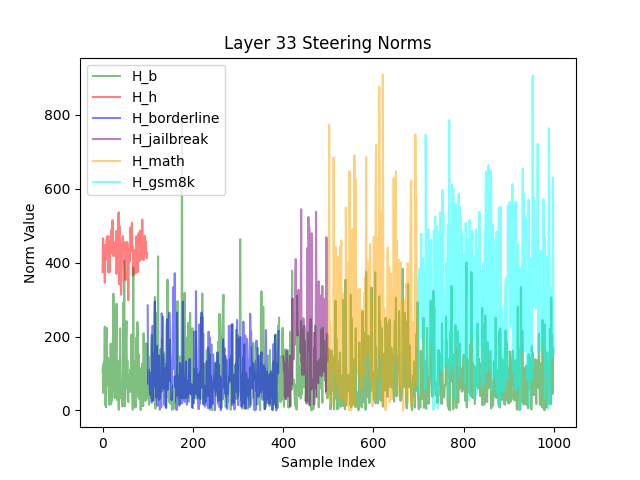 Layer 33 Steering Norms
H_b
H_h
H_borderline
H_jailbreak
H_math
H_gsm8k
Norm Value
800
600
400
200
0
0
200
400
600
800
1000
Sample Index